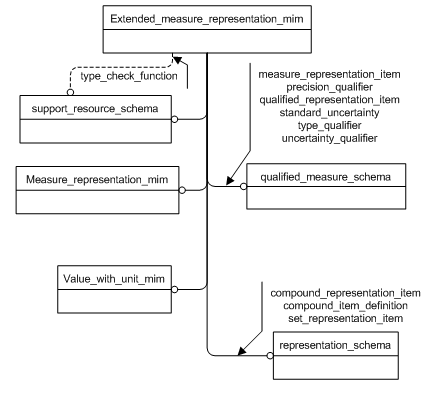 Extended_measure_representation_mim
type_check_function
support_resource_schema
measure_representation_item
precision_qualifier
qualified_representation_item
standard_uncertainty
type_qualifier
uncertainty_qualifier
Measure_representation_mim
qualified_measure_schema
Value_with_unit_mim
compound_representation_item
compound_item_definition
set_representation_item
representation_schema